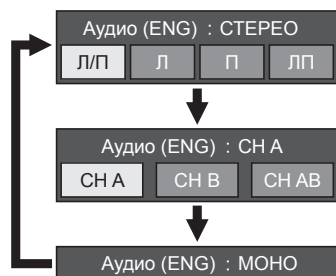 Аудио (ENG) : СТЕРЕО
Л/П Л П ЛП
Аудио (ENG) : CH A
CH A CH B CH AB
Аудио (ENG) : МОНО